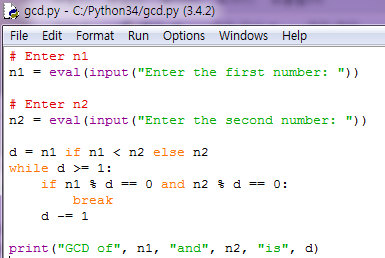 gcd.py - C:/Python34/gcd.py (3.4.2)
File Edit Format Run Options Windows Help
# Enter n1
n1 = eval(input("Enter the first number: "))

# Enter n2
n2 = eval(input("Enter the second number: "))

d = n1 if n1 < n2 else n2
while d >= 1:
    if n1 % d == 0 and n2 % d == 0:
        break
    d -= 1

print("GCD of", n1, "and", n2, "is", d)